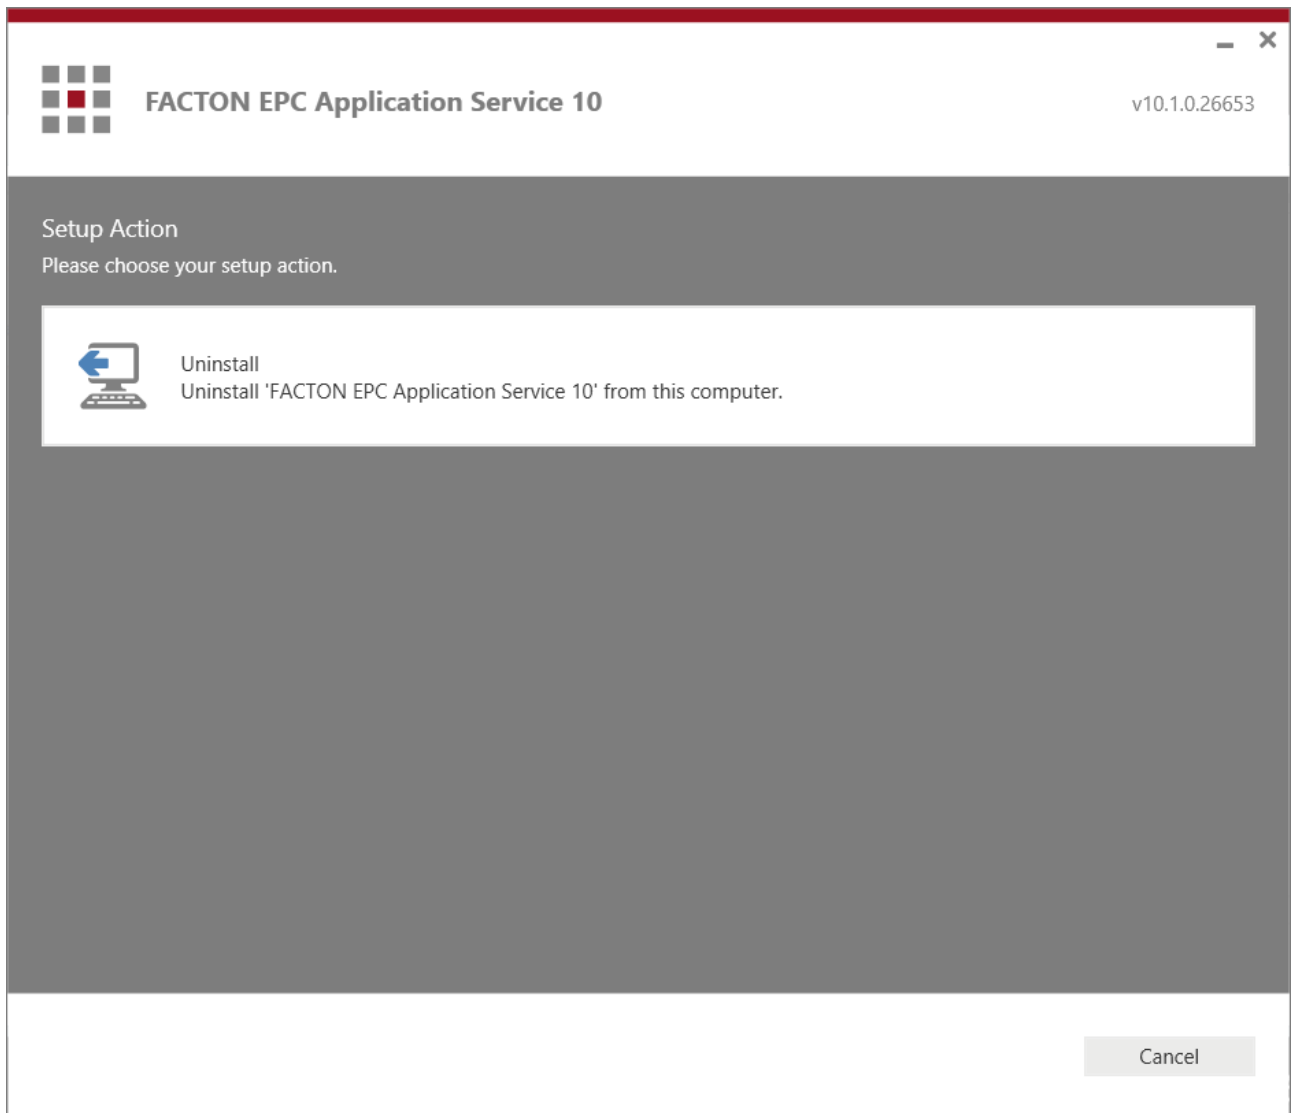 FACTON EPC Application Service 10
v10.1.0.26653
Setup Action
Please choose your setup action.
Uninstall
Uninstall 'FACTON EPC Application Service 10' from this computer.
Cancel